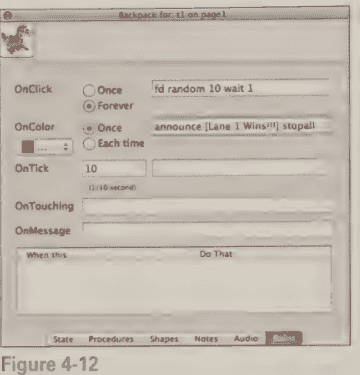 Backpack for: t1 on page1
OnClick Once fd random 10 wait 1
Forever
OnColor Once announce [Lane 1 Wins!!!] stopall
... Each time
OnTick 10
(1/10 second)
OnTouching
OnMessage
When this Do That
State Procedures Shapes Notes Audio Rules
Figure 4-12